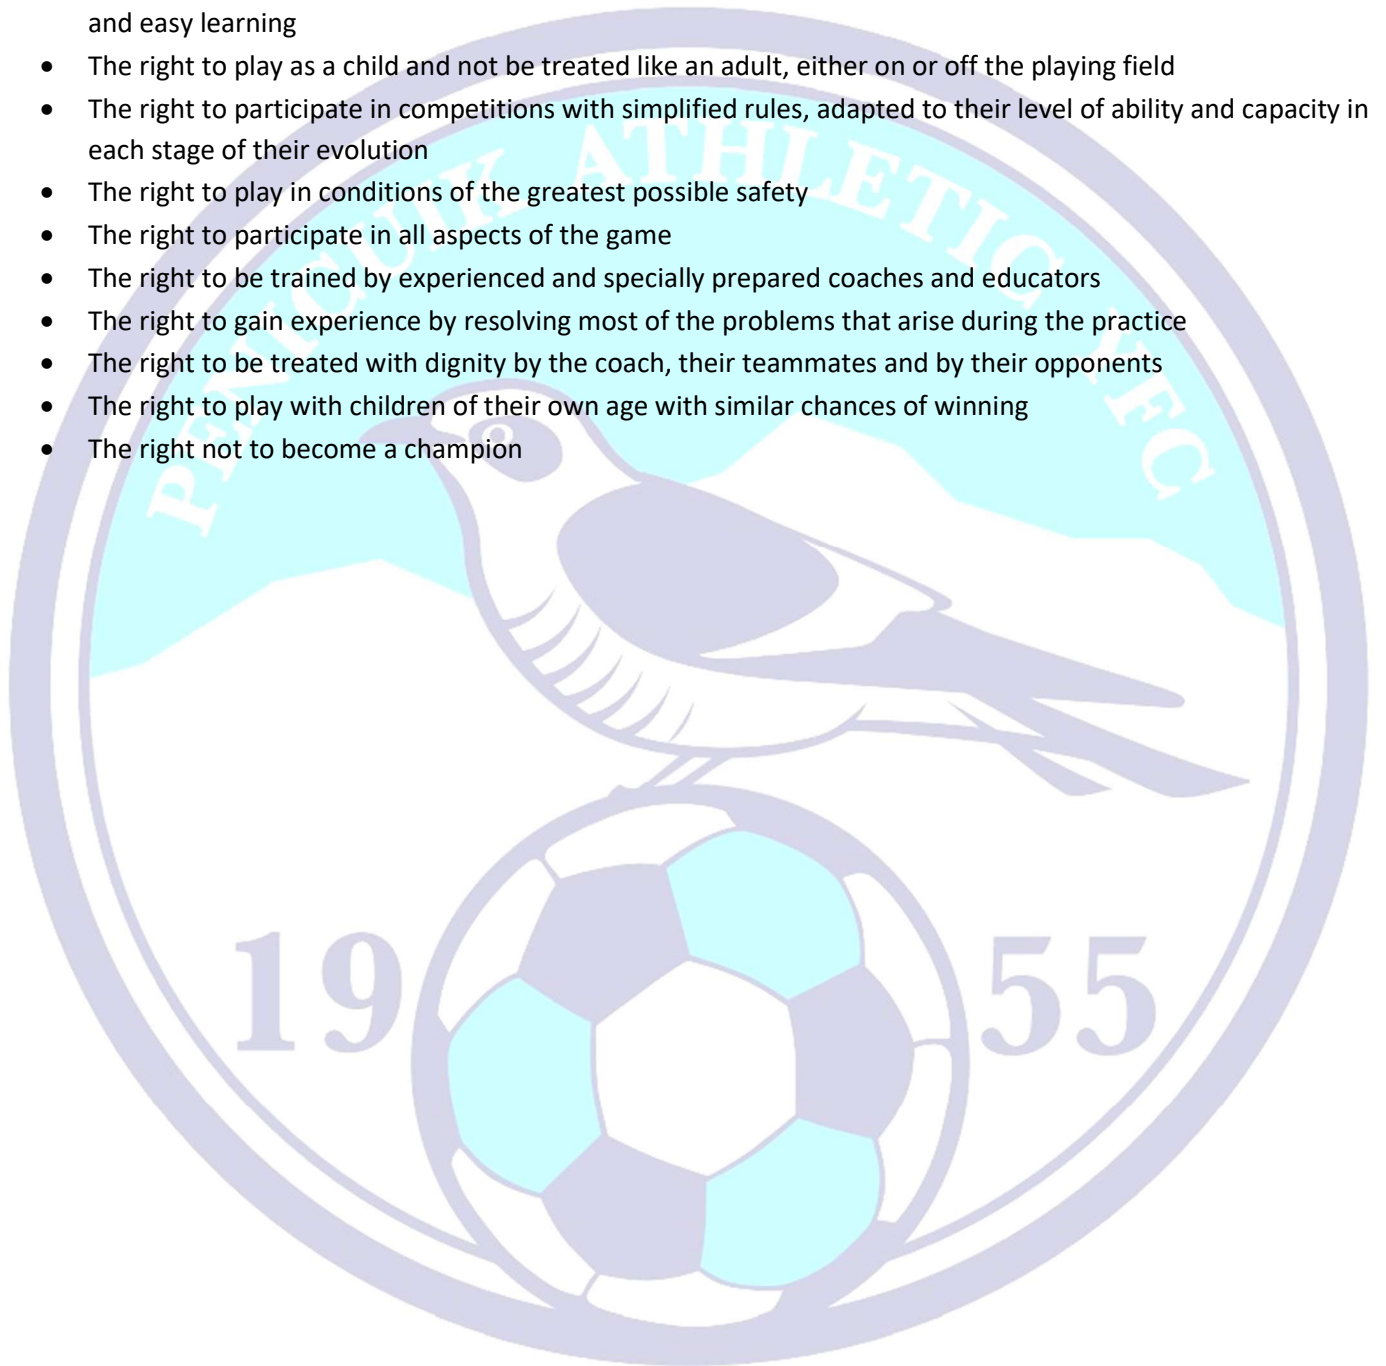 and easy learning
• The right to play as a child and not be treated like an adult, either on or off the playing field
• The right to participate in competitions with simplified rules, adapted to their level of ability and capacity in
each stage of their evolution
• The right to play in conditions of the greatest possible safety
• The right to participate in all aspects of the game
• The right to be trained by experienced and specially prepared coaches and educators
• The right to gain experience by resolving most of the problems that arise during the practice
• The right to be treated with dignity by the coach, their teammates and by their opponents
• The right to play with children of their own age with similar chances of winning
• The right not to become a champion
PENICUIK ATHLETIC YFC
19 55